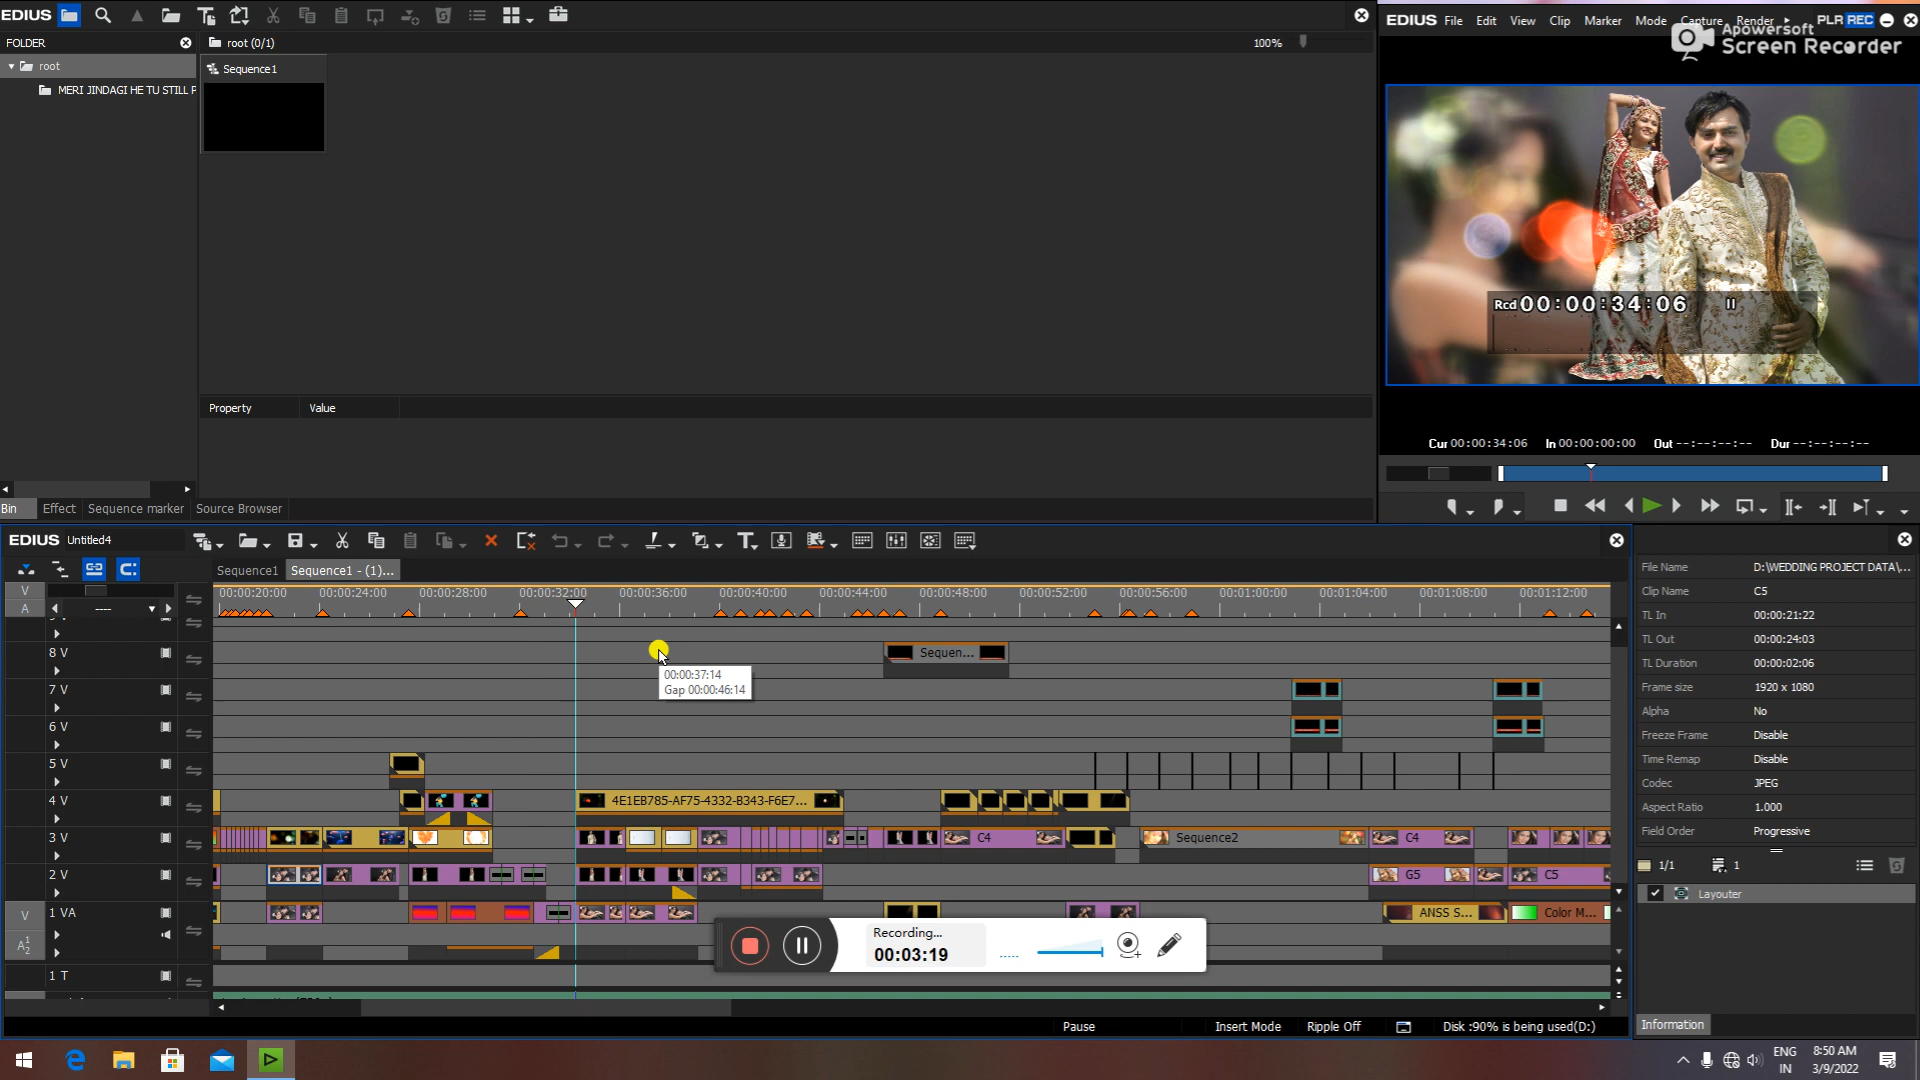 EDIUS
FOLDER
root
MERI JINDAGI HE TU STILL P
root (0/1)
100%
Sequence1
Property Value
Bin Effect Sequence marker Source Browser
EDIUS File Edit View Clip Marker Mode Capture Render PLR REC
Apowersoft
Screen Recorder
Rcd 00:00:34:06
Cur 00:00:34:06 In 00:00:00:00 Out --:--:--:-- Dur --:--:--:--
EDIUS Untitled4
Sequence1 Sequence1 - (1)...
V
A ----
00:00:20:00 00:00:24:00 00:00:28:00 00:00:32:00 00:00:36:00 00:00:40:00 00:00:44:00 00:00:48:00 00:00:52:00 00:00:56:00 00:01:00:00 00:01:04:00 00:01:08:00 00:01:12:00
8 V
Sequen...
00:00:37:14
Gap 00:00:46:14
7 V
6 V
5 V
4 V
4E1EB785-AF75-4332-B343-F6E7...
3 V
C4
Sequence2
C4
2 V
G5
C5
V
1 VA
ANSS S...
Color M...
A 1 2
1 T
Recording...
00:03:19
Pause
Insert Mode
Ripple Off
Disk :90% is being used(D:)
File Name D:\WEDDING PROJECT DATA\...
Clip Name C5
TL In 00:00:21:22
TL Out 00:00:24:03
TL Duration 00:00:02:06
Frame size 1920 x 1080
Alpha No
Freeze Frame Disable
Time Remap Disable
Codec JPEG
Aspect Ratio 1.000
Field Order Progressive
1/1 1
Layouter
Information
ENG
IN
8:50 AM
3/9/2022